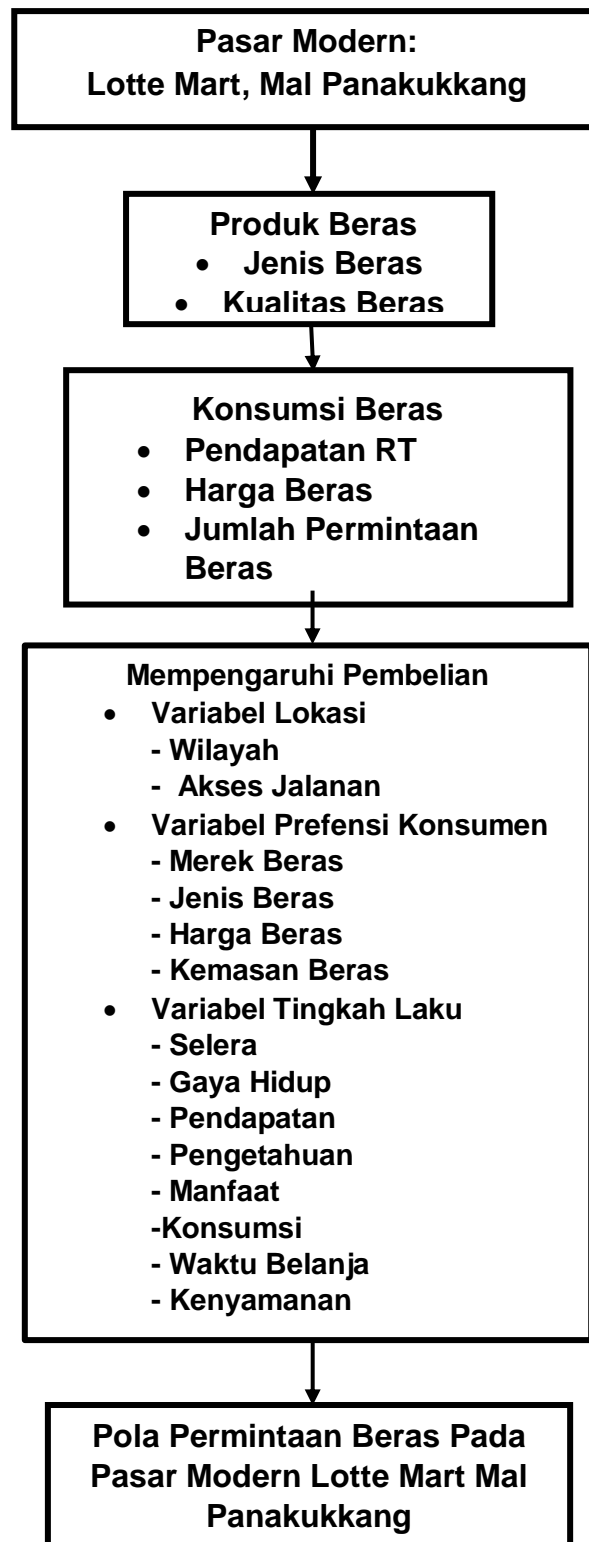 Pasar Modern:
Lotte Mart, Mal Panakukkang
Produk Beras
• Jenis Beras
• Kualitas Beras
Konsumsi Beras
• Pendapatan RT
• Harga Beras
• Jumlah Permintaan
Beras
Mempengaruhi Pembelian
• Variabel Lokasi
- Wilayah
- Akses Jalanan
• Variabel Prefensi Konsumen
- Merek Beras
- Jenis Beras
- Harga Beras
- Kemasan Beras
• Variabel Tingkah Laku
- Selera
- Gaya Hidup
- Pendapatan
- Pengetahuan
- Manfaat
-Konsumsi
- Waktu Belanja
- Kenyamanan
Pola Permintaan Beras Pada
Pasar Modern Lotte Mart Mal
Panakukkang